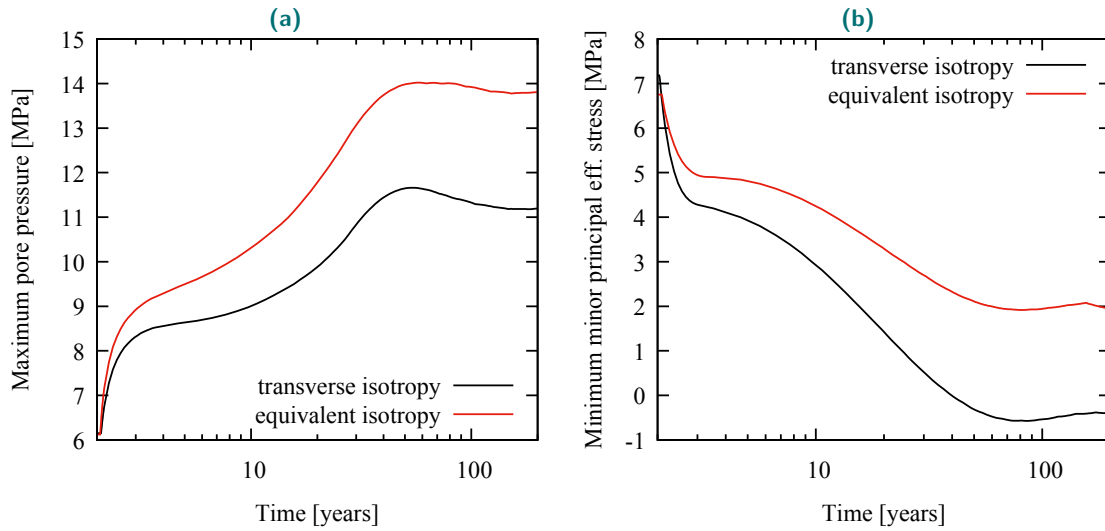 (a)
Maximum pore pressure [MPa]
15
14
13
12
11
10
9
8
7
6
transverse isotropy
equivalent isotropy
10
100
Time [years]
(b)
Minimum minor principal eff. stress [MPa]
8
7
6
5
4
3
2
1
0
-1
transverse isotropy
equivalent isotropy
10
100
Time [years]